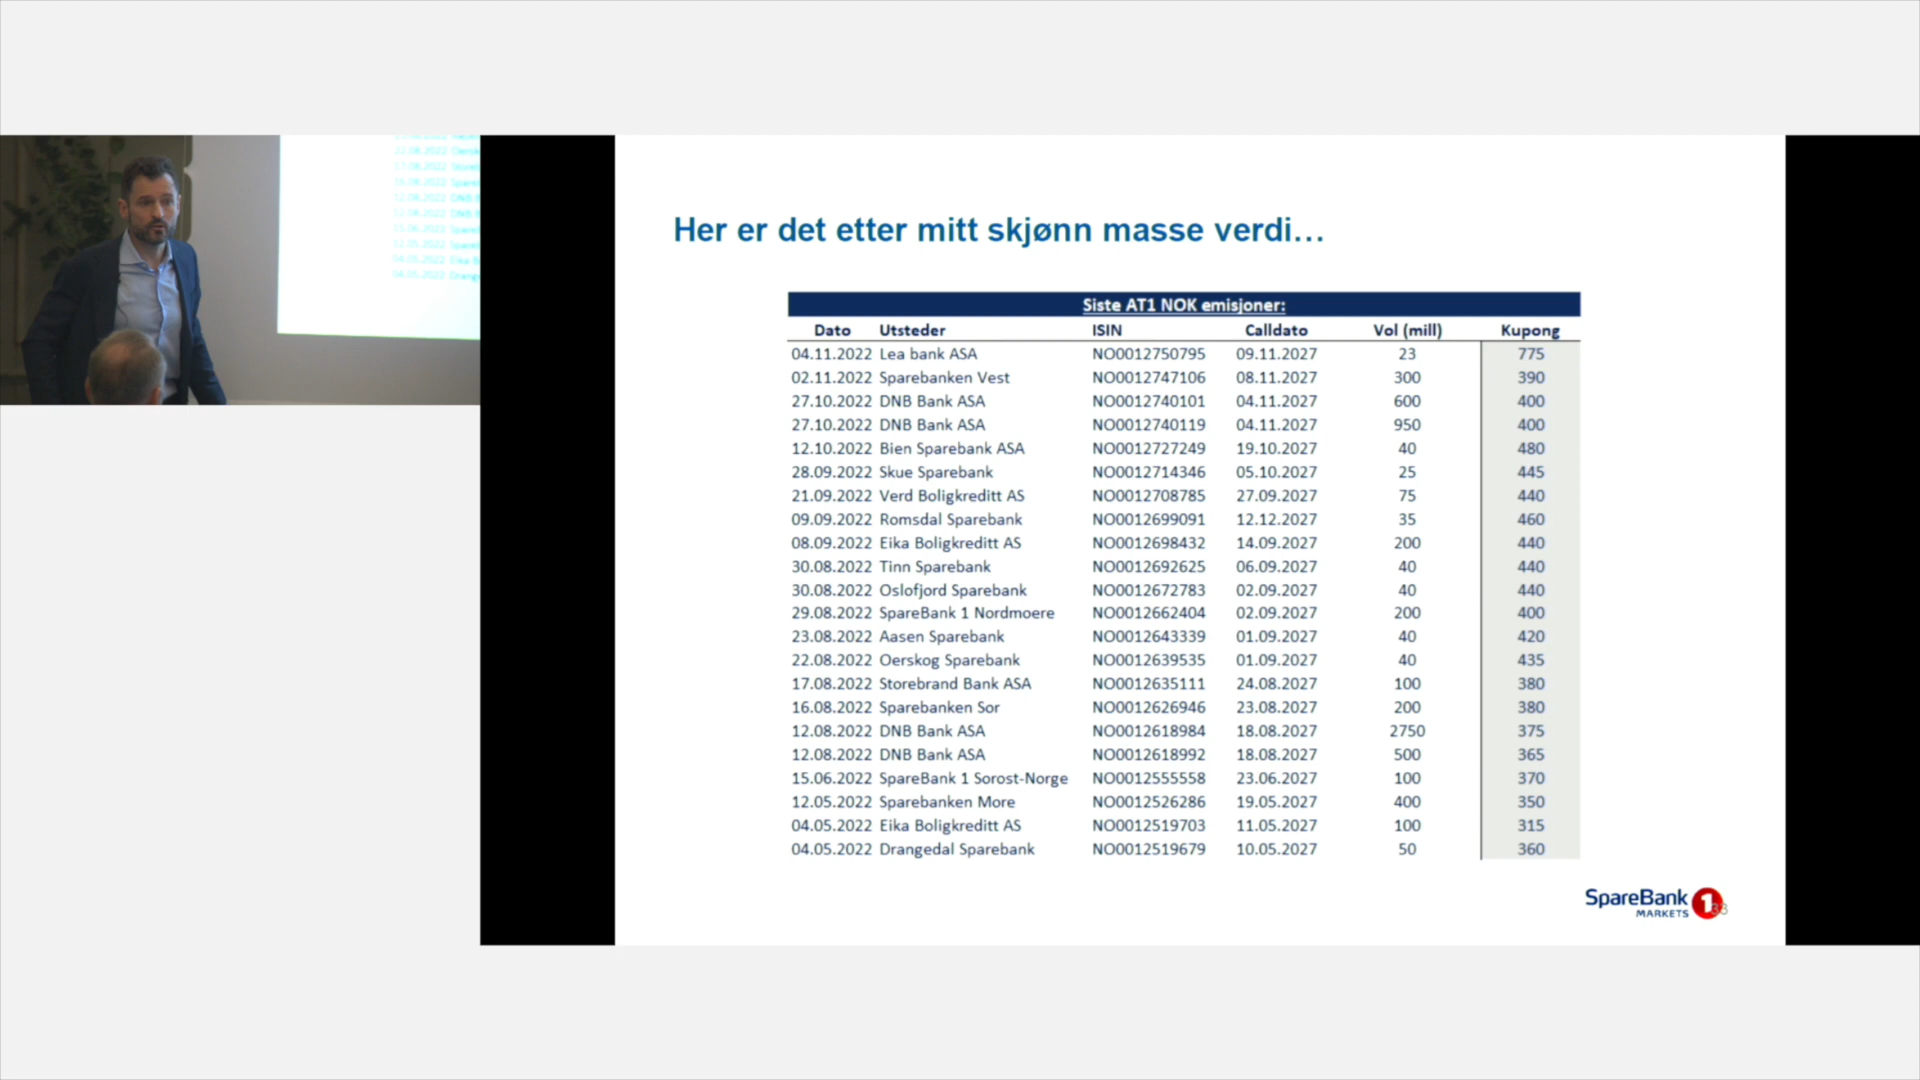 Her er det etter mitt skjønn masse verdi...
Siste AT1 NOK emisjoner:
Dato Utsteder ISIN Calldato Vol (mill) Kupong
04.11.2022 Lea bank ASA NO0012750795 09.11.2027 23 775
02.11.2022 Sparebanken Vest NO0012747106 08.11.2027 300 390
27.10.2022 DNB Bank ASA NO0012740101 04.11.2027 600 400
27.10.2022 DNB Bank ASA NO0012740119 04.11.2027 950 400
12.10.2022 Bien Sparebank ASA NO0012727249 19.10.2027 40 480
28.09.2022 Skue Sparebank NO0012714346 05.10.2027 25 445
21.09.2022 Verd Boligkreditt AS NO0012708785 27.09.2027 75 440
09.09.2022 Romsdal Sparebank NO0012699091 12.12.2027 35 460
08.09.2022 Eika Boligkreditt AS NO0012698432 14.09.2027 200 440
30.08.2022 Tinn Sparebank NO0012692625 06.09.2027 40 440
30.08.2022 Oslofjord Sparebank NO0012672783 02.09.2027 40 440
29.08.2022 SpareBank 1 Nordmoere NO0012662404 02.09.2027 200 400
23.08.2022 Aasen Sparebank NO0012643339 01.09.2027 40 420
22.08.2022 Oerskog Sparebank NO0012639535 01.09.2027 40 435
17.08.2022 Storebrand Bank ASA NO0012635111 24.08.2027 100 380
16.08.2022 Sparebanken Sor NO0012626946 23.08.2027 200 380
12.08.2022 DNB Bank ASA NO0012618984 18.08.2027 2750 375
12.08.2022 DNB Bank ASA NO0012618992 18.08.2027 500 365
15.06.2022 SpareBank 1 Sorost-Norge NO0012555558 23.06.2027 100 370
12.05.2022 Sparebanken More NO0012526286 19.05.2027 400 350
04.05.2022 Eika Boligkreditt AS NO0012519703 11.05.2027 100 315
04.05.2022 Drangedal Sparebank NO0012519679 10.05.2027 50 360
SpareBank 1
MARKETS